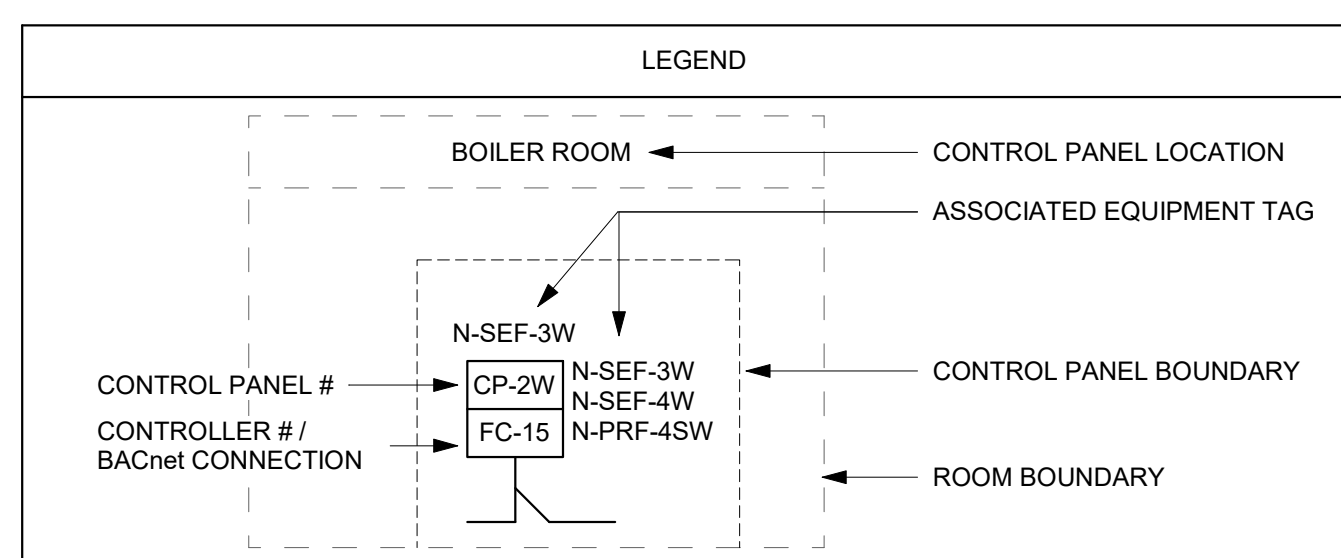 LEGEND
BOILER ROOM
CONTROL PANEL LOCATION
ASSOCIATED EQUIPMENT TAG
N-SEF-3W
CONTROL PANEL #
CP-2W
N-SEF-3W
N-SEF-4W
CONTROL PANEL BOUNDARY
CONTROLLER # /
BACnet CONNECTION
FC-15
N-PRF-4SW
ROOM BOUNDARY